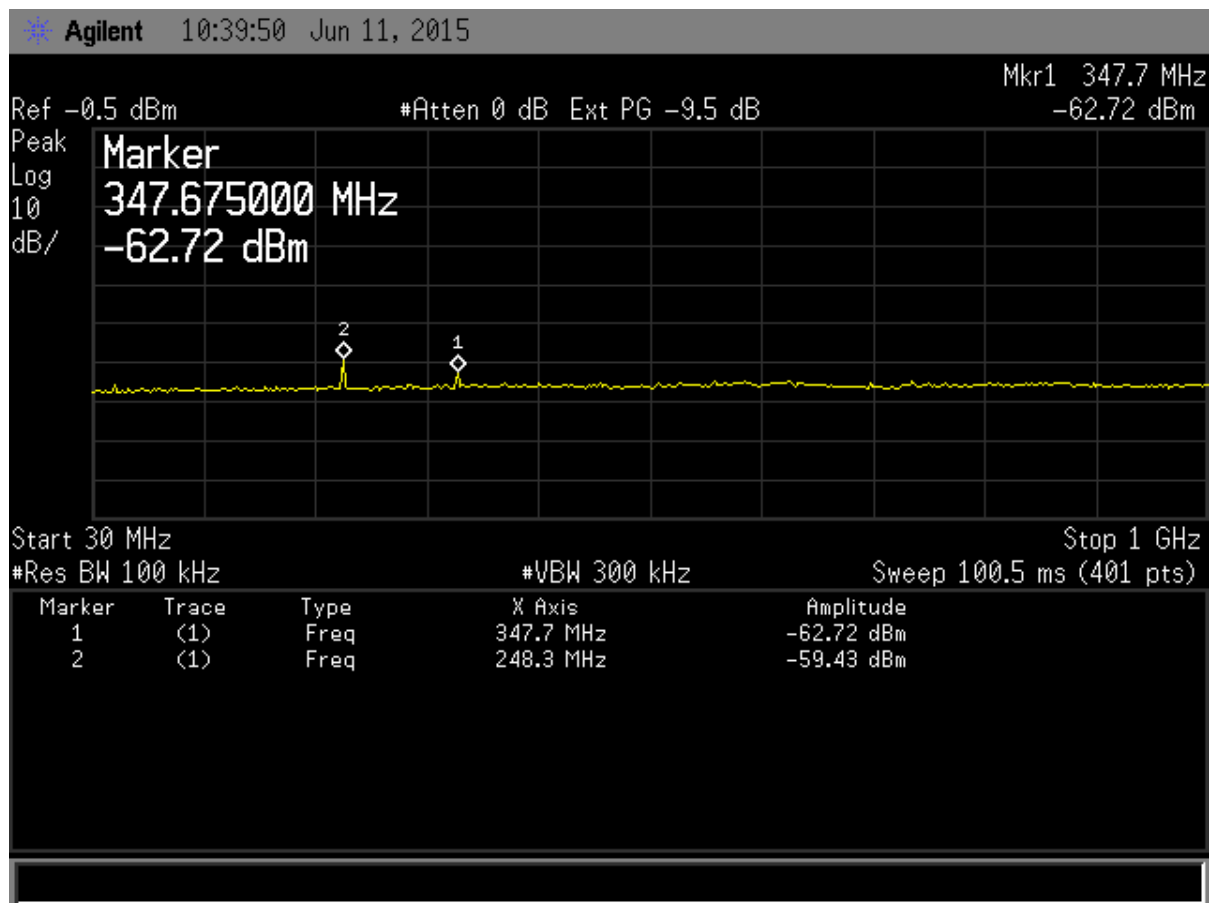 Agilent 10:39:50 Jun 11, 2015
Mkr1 347.7 MHz
Ref -0.5 dBm #Atten 0 dB Ext PG -9.5 dB -62.72 dBm
Peak
Log
10
dB/
Marker
347.675000 MHz
-62.72 dBm
2
1
Start 30 MHz Stop 1 GHz
#Res BW 100 kHz #VBW 300 kHz Sweep 100.5 ms (401 pts)
Marker Trace Type X Axis Amplitude
1 (1) Freq 347.7 MHz -62.72 dBm
2 (1) Freq 248.3 MHz -59.43 dBm